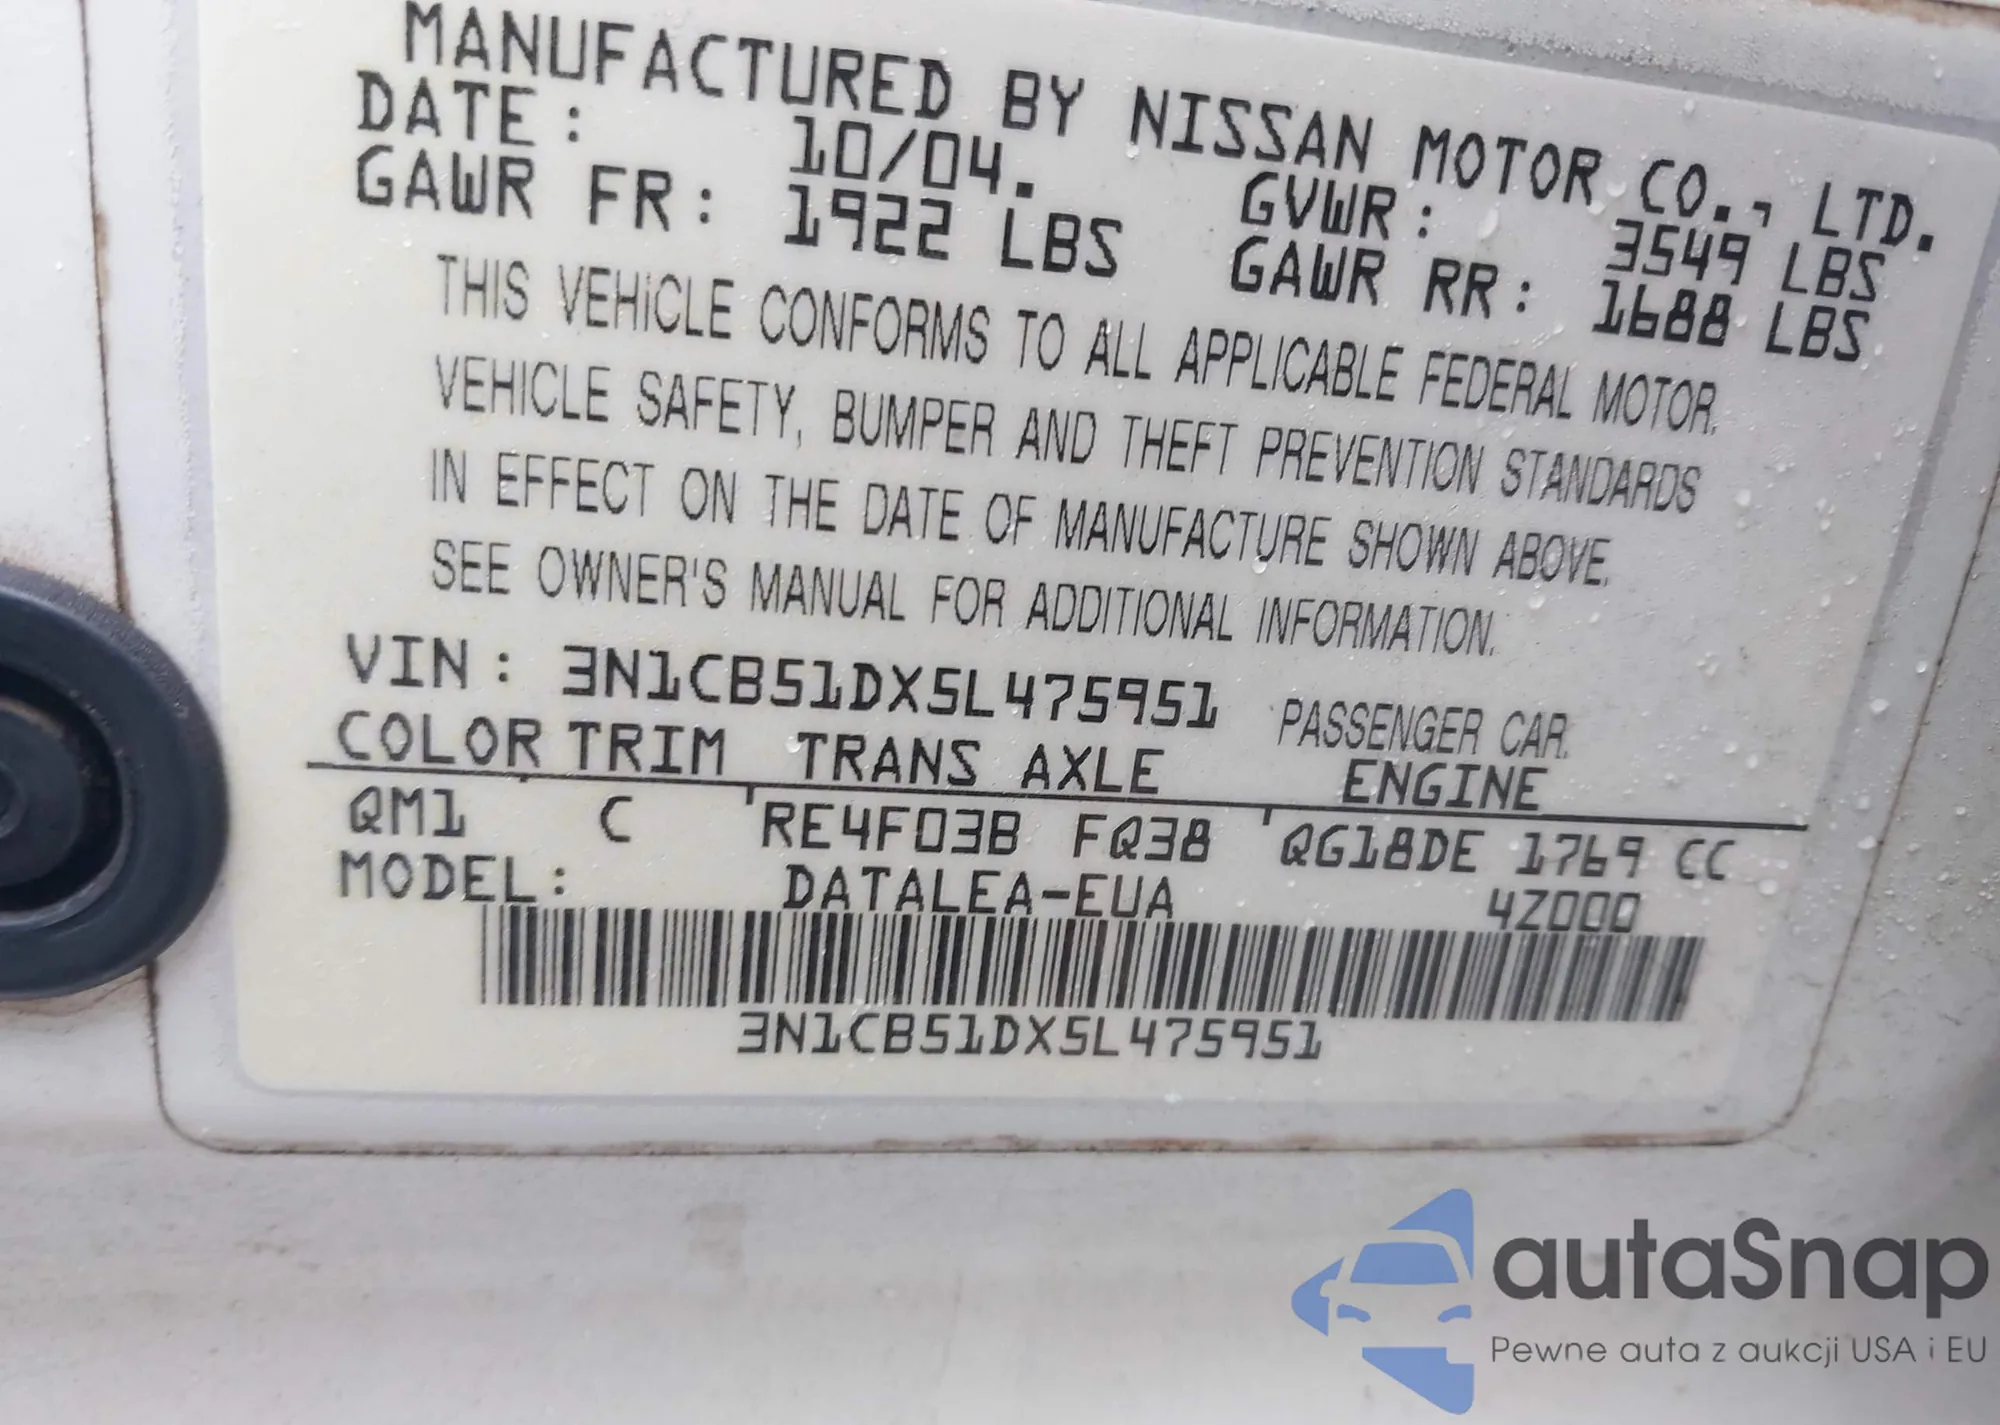 MANUFACTURED BY NISSAN MOTOR CO., LTD.
DATE: 10/04. GVWR: 3549 LBS
GAWR FR: 1922 LBS GAWR RR: 1688 LBS
THIS VEHICLE CONFORMS TO ALL APPLICABLE FEDERAL MOTOR
VEHICLE SAFETY, BUMPER AND THEFT PREVENTION STANDARDS
IN EFFECT ON THE DATE OF MANUFACTURE SHOWN ABOVE.
SEE OWNER'S MANUAL FOR ADDITIONAL INFORMATION.
VIN: 3N1CB51DX5L475951 PASSENGER CAR
COLOR TRIM TRANS AXLE ENGINE
QM1 C RE4F03B FQ38 QG18DE 1769 CC
MODEL: DATALEA-EUA 4Z000
3N1CB51DX5L475951
autaSnap
Pewne auta z aukcji USA i EU